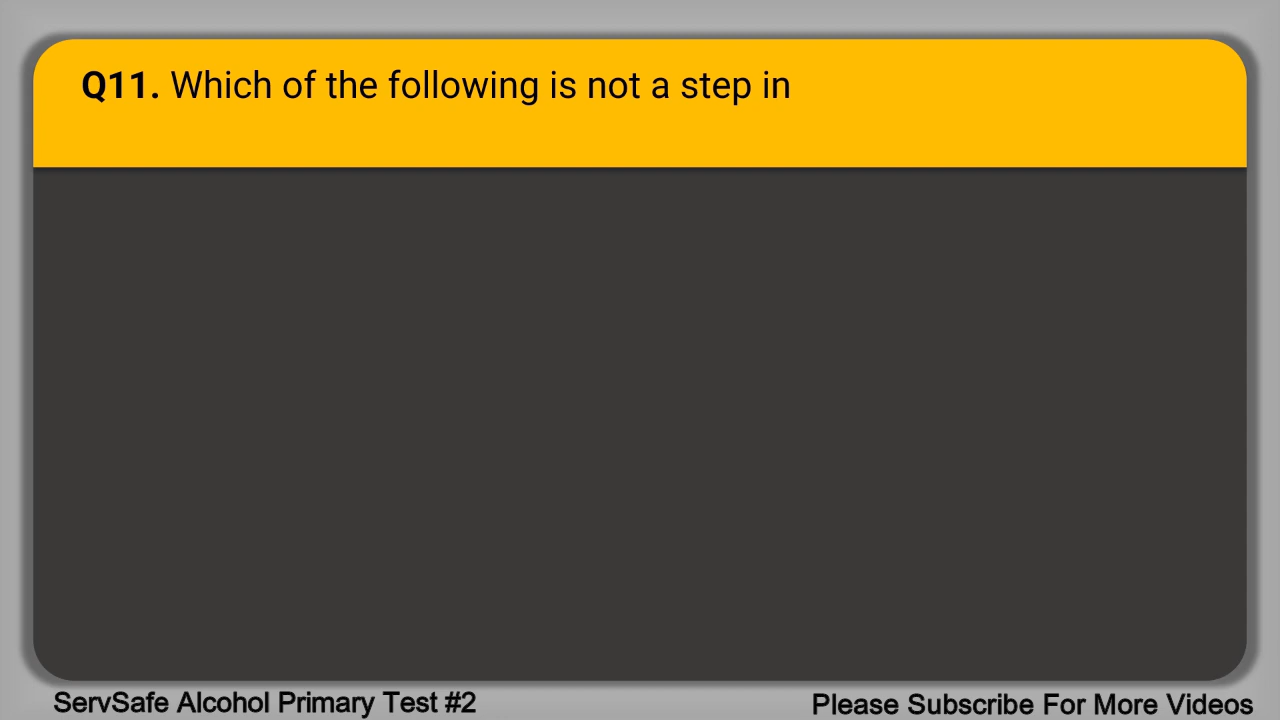 Q11. Which of the following is not a step in
ServSafe Alcohol Primary Test #2
Please Subscribe For More Videos